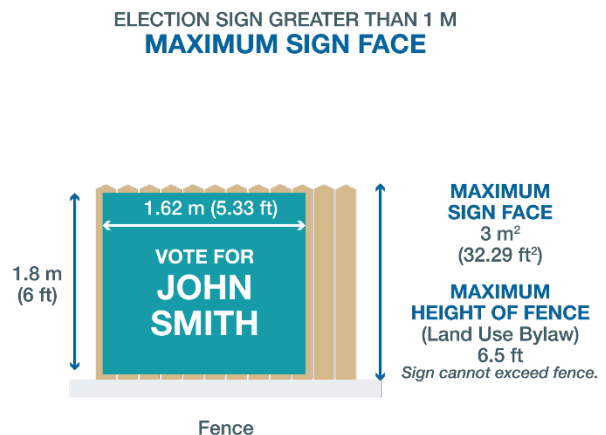 ELECTION SIGN GREATER THAN 1 M
MAXIMUM SIGN FACE
1.62 m (5.33 ft)
VOTE FOR
JOHN
SMITH
1.8 m
(6 ft)
MAXIMUM
SIGN FACE
3 m²
(32.29 ft²)
MAXIMUM
HEIGHT OF FENCE
(Land Use Bylaw)
6.5 ft
Sign cannot exceed fence.
Fence